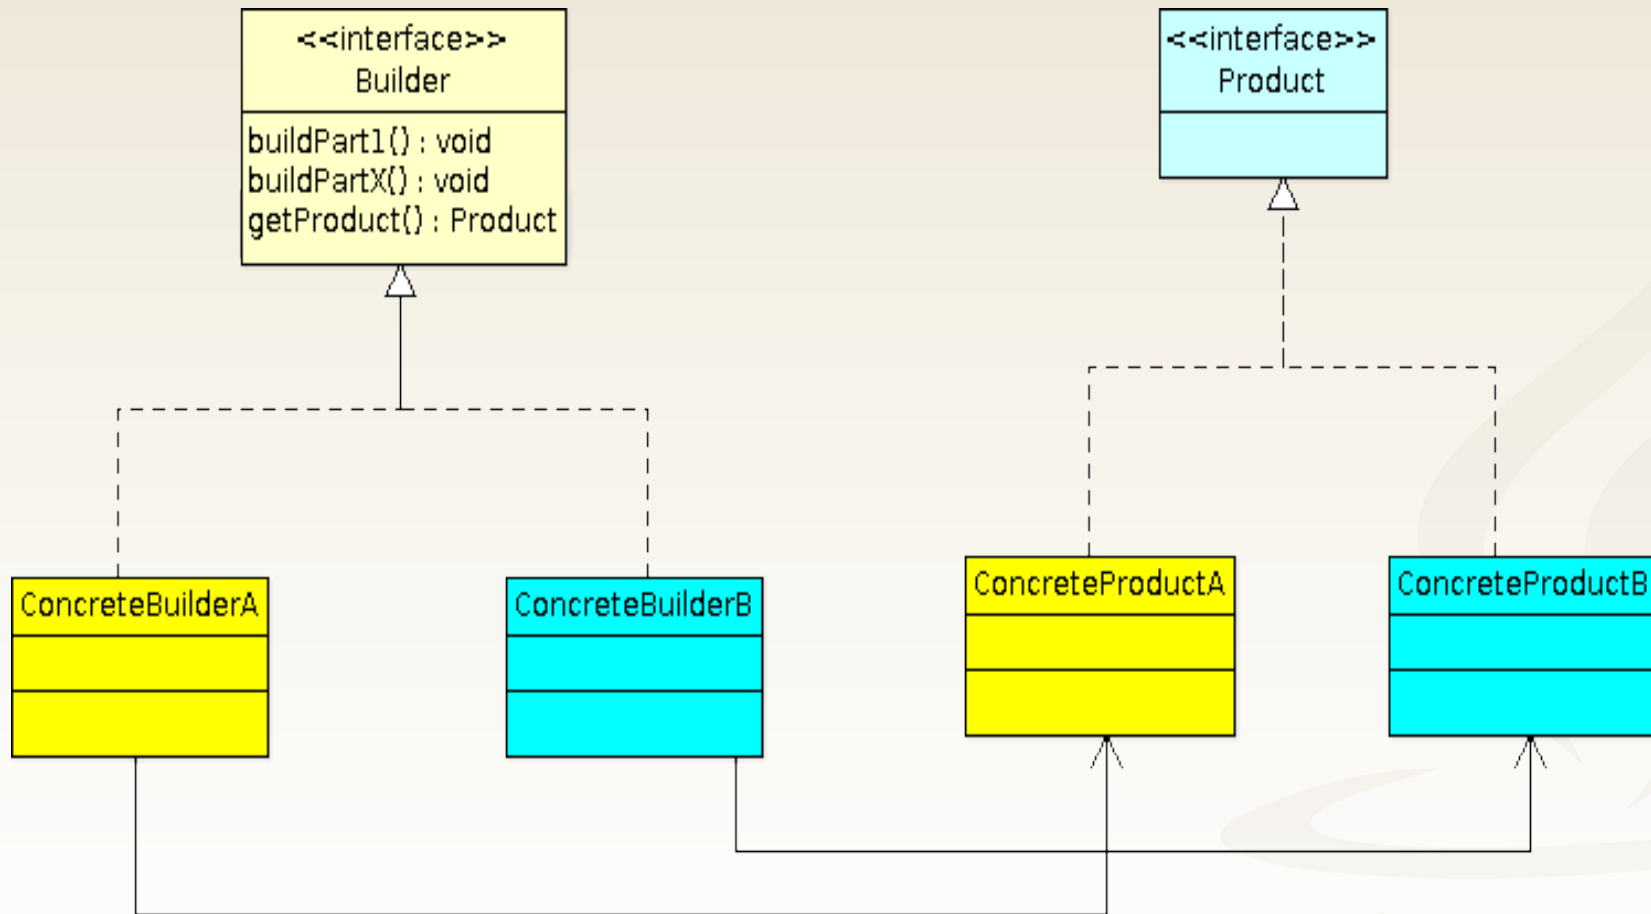 <<interface>>
Builder
buildPart1() : void
buildPartX() : void
getProduct() : Product
<<interface>>
Product
ConcreteBuilderA
ConcreteBuilderB
ConcreteProductA
ConcreteProductB